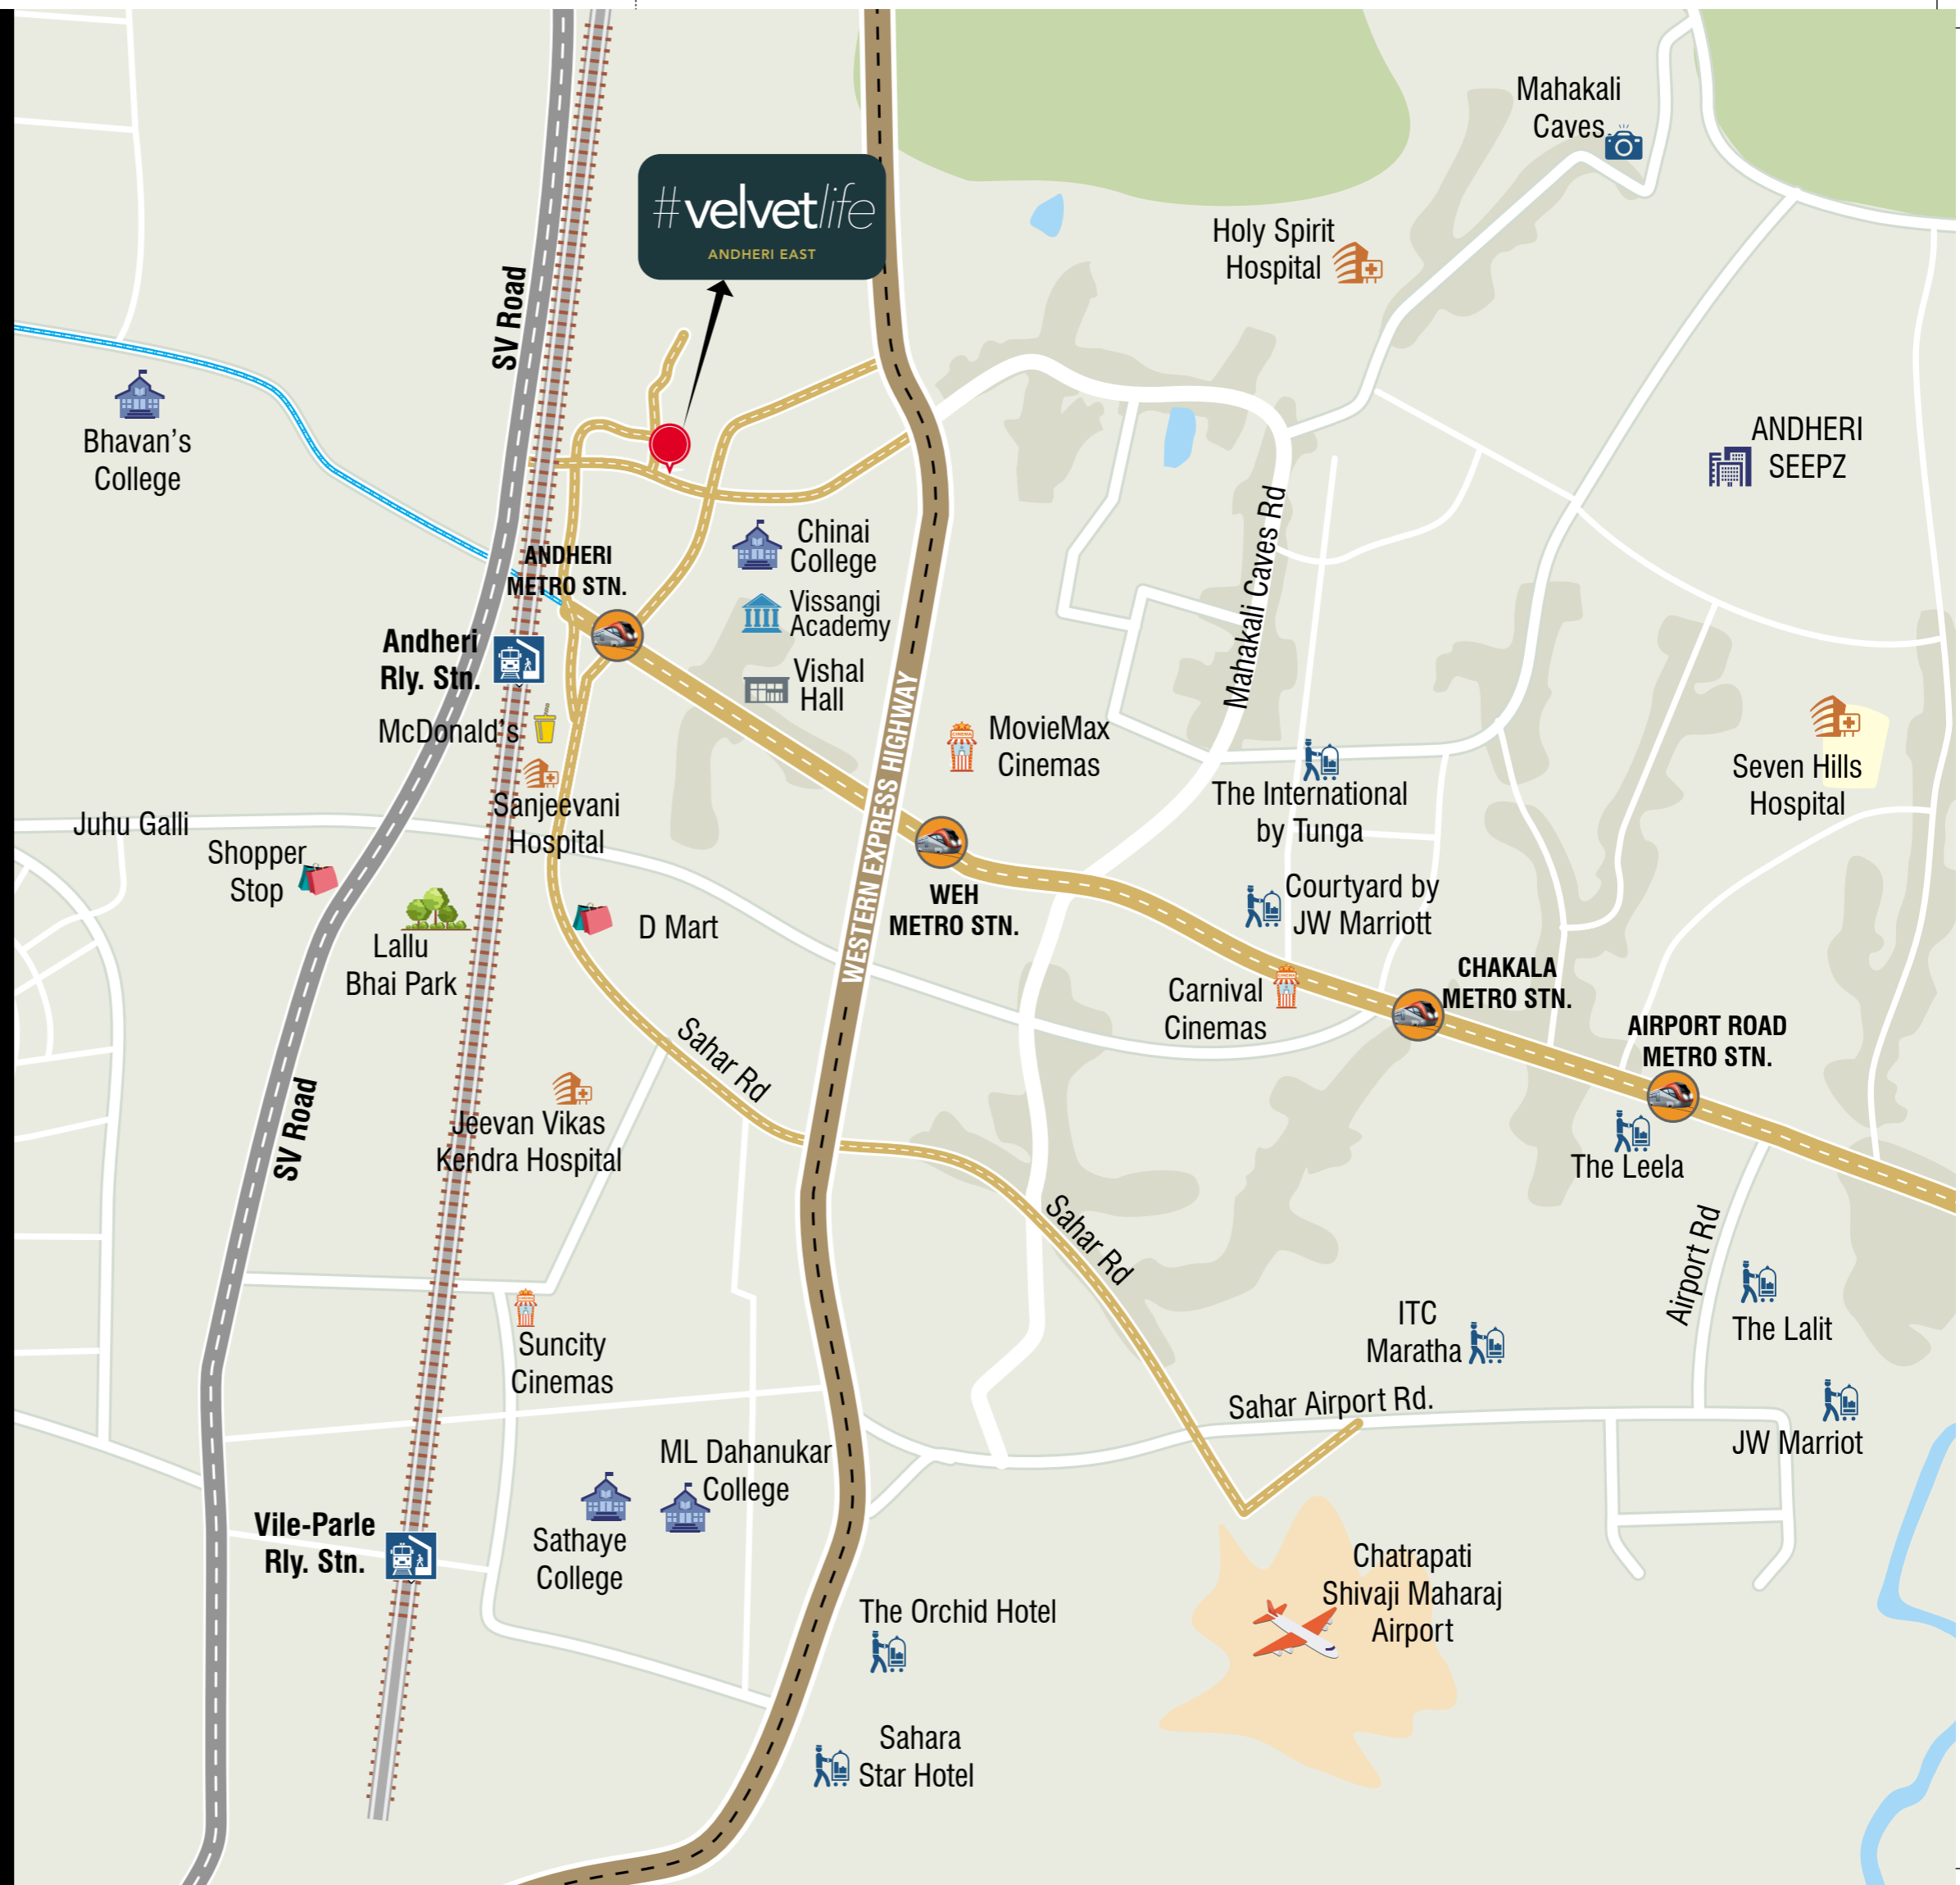 Mahakali
Caves
#velvetlife
ANDHERI EAST
Holy Spirit
Hospital
SV Road
Bhavan's
College
ANDHERI
SEEPZ
Chinai
College
ANDHERI
METRO STN.
Vissangi
Academy
Mahakali Caves Rd
Andheri
Rly. Stn.
Vishal
Hall
McDonald's
MovieMax
Cinemas
WESTERN EXPRESS HIGHWAY
Seven Hills
Hospital
The International
by Tunga
Sanjeevani
Hospital
Juhu Galli
Shopper
Stop
WEH
METRO STN.
Courtyard by
JW Marriott
D Mart
Lallu
Bhai Park
CHAKALA
METRO STN.
Carnival
Cinemas
AIRPORT ROAD
METRO STN.
Sahar Rd
SV Road
Jeevan Vikas
Kendra Hospital
The Leela
Sahar Rd
Airport Rd
The Lalit
ITC
Maratha
Suncity
Cinemas
Sahar Airport Rd.
JW Marriot
ML Dahanukar
College
Vile-Parle
Rly. Stn.
Sathaye
College
Chatrapati
Shivaji Maharaj
Airport
The Orchid Hotel
Sahara
Star Hotel